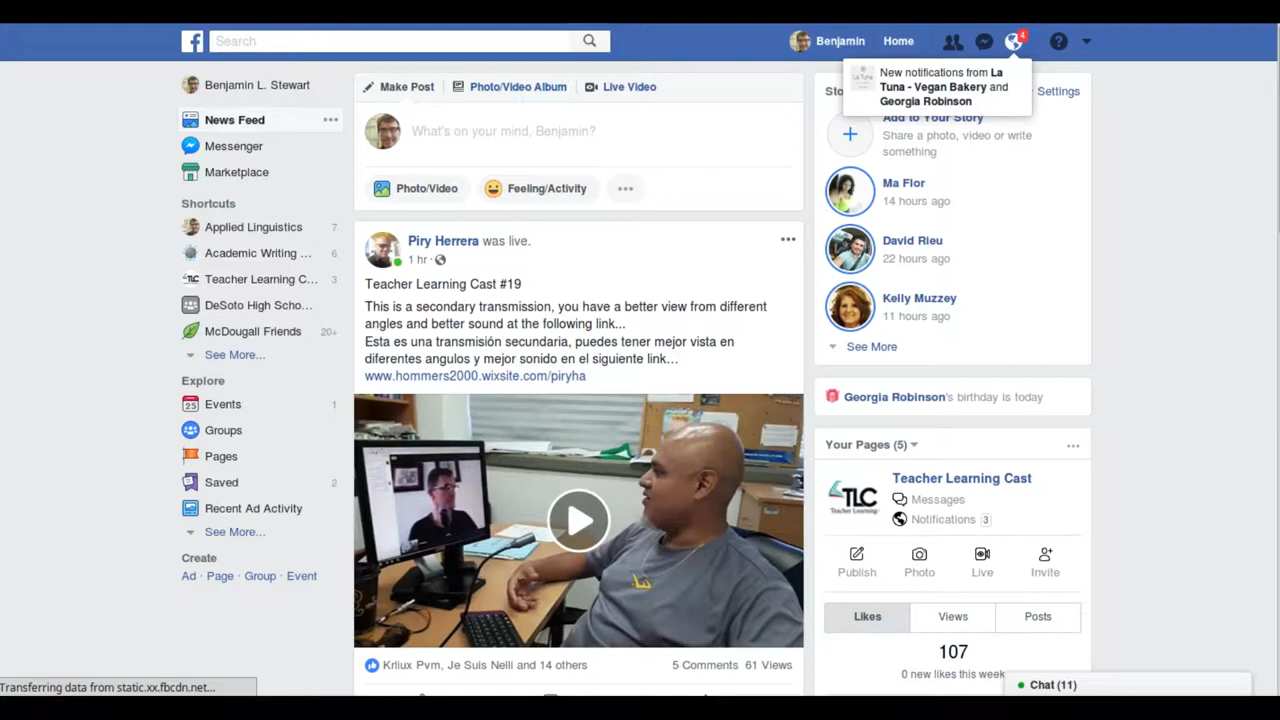 Search
Benjamin
Home
4
New notifications from La
Tuna - Vegan Bakery and
Georgia Robinson
Benjamin L. Stewart
News Feed
Messenger
Marketplace
Shortcuts
Applied Linguistics 7
Academic Writing ... 6
Teacher Learning C... 3
DeSoto High Scho...
McDougall Friends 20+
See More...
Explore
25 Events 1
Groups
Pages
Saved 2
Recent Ad Activity
See More...
Create
Ad · Page · Group · Event
Make Post
Photo/Video Album
Live Video
What's on your mind, Benjamin?
Photo/Video
Feeling/Activity
Piry Herrera was live.
1 hr ·
Teacher Learning Cast #19
This is a secondary transmission, you have a better view from different
angles and better sound at the following link...
Esta es una transmisión secundaria, puedes tener mejor vista en
diferentes angulos y mejor sonido en el siguiente link...
www.hommers2000.wixsite.com/piryha
Krliux Pvm, Je Suis Nelli and 14 others
5 Comments 61 Views
Settings
Add to Your Story
Share a photo, video or write
something
Ma Flor
14 hours ago
David Rieu
22 hours ago
Kelly Muzzey
11 hours ago
See More
Georgia Robinson's birthday is today
Your Pages (5)
TLC
Teacher Learning
Teacher Learning Cast
Messages
Notifications 3
Publish
Photo
Live
Invite
Likes
Views
Posts
107
0 new likes this week
Chat (11)
Transferring data from static.xx.fbcdn.net...